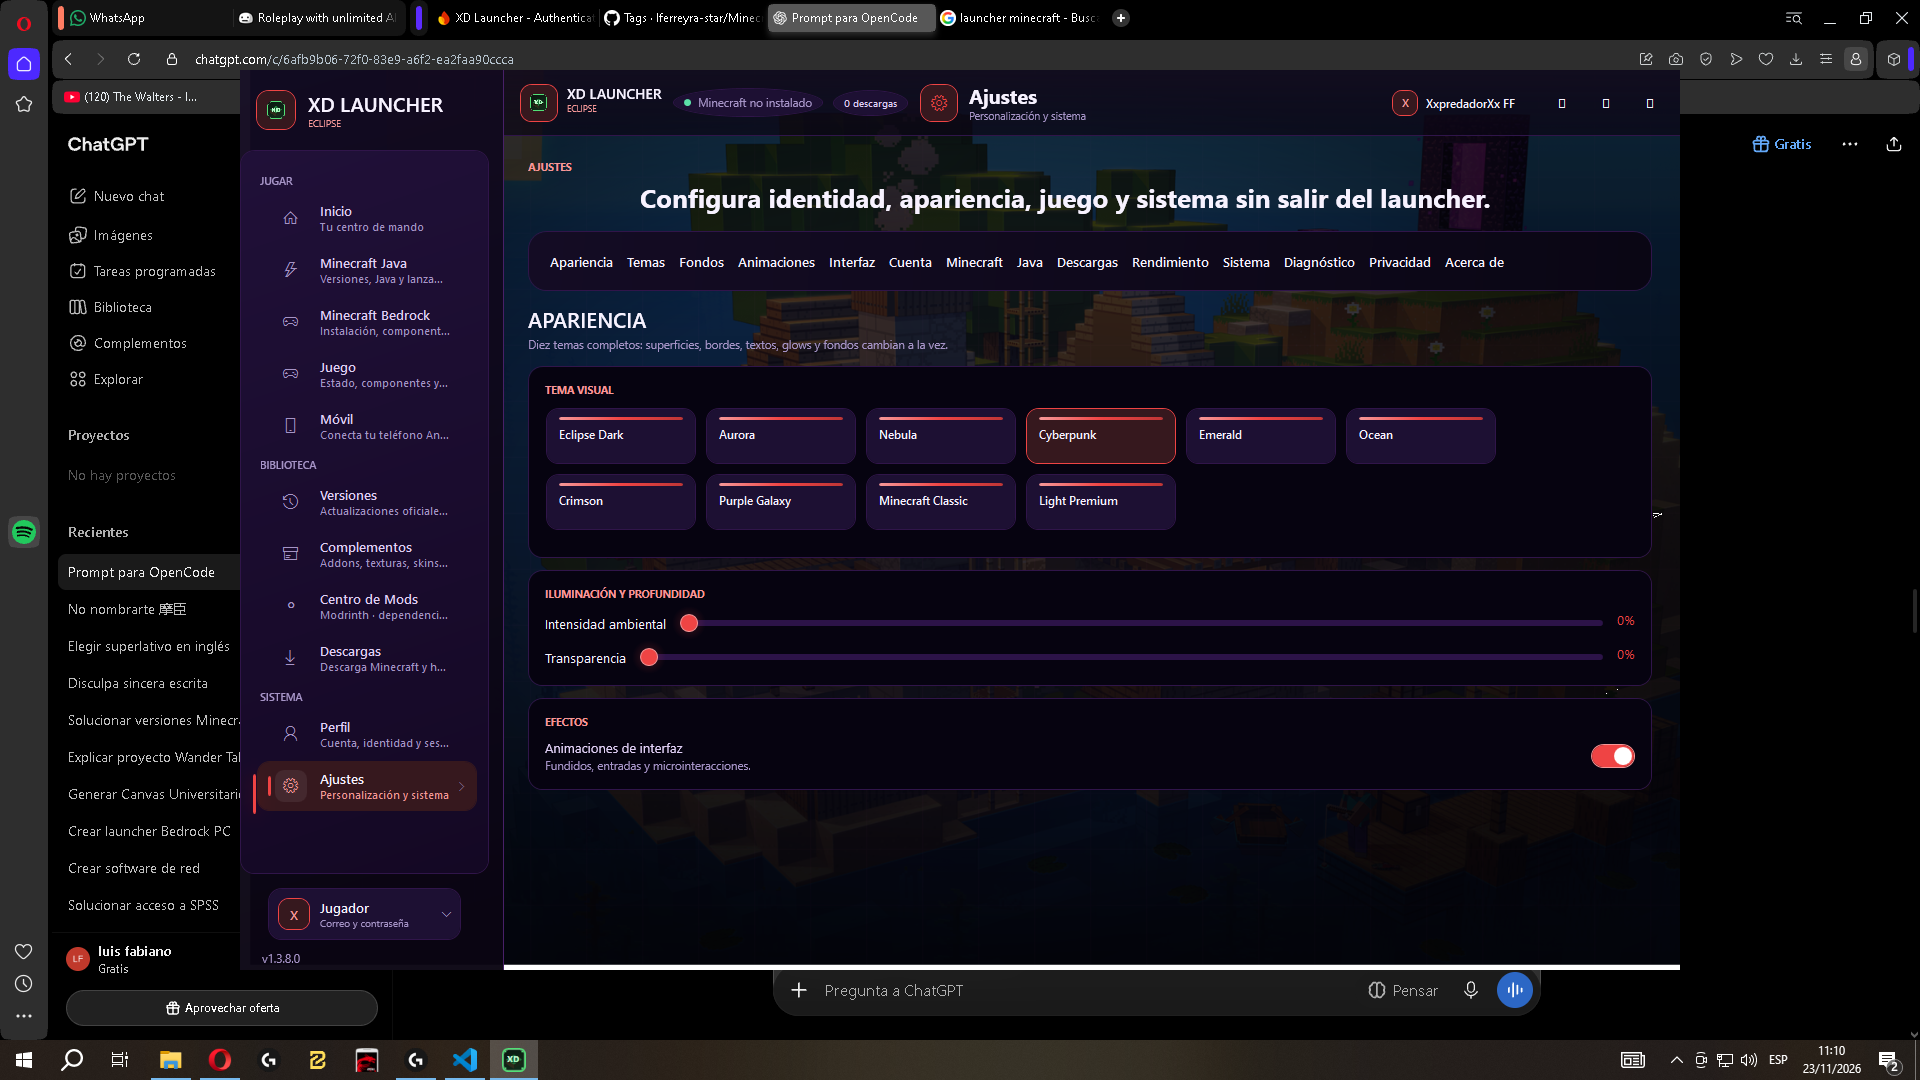 WhatsApp
Roleplay with unlimited AI
XD Launcher - Authentica
Tags · lferreyra-star/Minec
Prompt para OpenCode
launcher minecraft - Busc
chatgpt.com/c/6afb9b06-72f0-83e9-a6f2-ea2faa90ccca
(120) The Walters - I...
ChatGPT
Gratis
Nuevo chat
Imágenes
Tareas programadas
Biblioteca
Complementos
Explorar
Proyectos
No hay proyectos
Recientes
Prompt para OpenCode
No nombrarte 摩臣
Elegir superlativo en inglés
Disculpa sincera escrita
Solucionar versiones Minecra
Explicar proyecto Wander Tal
Generar Canvas Universitario
Crear launcher Bedrock PC
Crear software de red
Solucionar acceso a SPSS
LF
luis fabiano
Gratis
Aprovechar oferta
XD
XD LAUNCHER
ECLIPSE
JUGAR
Inicio
Tu centro de mando
Minecraft Java
Versiones, Java y lanza...
Minecraft Bedrock
Instalación, component...
Juego
Estado, componentes y...
Móvil
Conecta tu teléfono An...
BIBLIOTECA
Versiones
Actualizaciones oficiale...
Complementos
Addons, texturas, skins...
Centro de Mods
Modrinth · dependenci...
Descargas
Descarga Minecraft y h...
SISTEMA
Perfil
Cuenta, identidad y ses...
Ajustes
Personalización y sistema
X
Jugador
Correo y contraseña
v1.3.8.0
XD
XD LAUNCHER
ECLIPSE
Minecraft no instalado
0 descargas
Ajustes
Personalización y sistema
X
XxpredadorXx FF
AJUSTES
Configura identidad, apariencia, juego y sistema sin salir del launcher.
Apariencia Temas Fondos Animaciones Interfaz Cuenta Minecraft Java Descargas Rendimiento Sistema Diagnóstico Privacidad Acerca de
APARIENCIA
Diez temas completos: superficies, bordes, textos, glows y fondos cambian a la vez.
TEMA VISUAL
Eclipse Dark
Aurora
Nebula
Cyberpunk
Emerald
Ocean
Crimson
Purple Galaxy
Minecraft Classic
Light Premium
ILUMINACIÓN Y PROFUNDIDAD
Intensidad ambiental
0%
Transparencia
0%
EFECTOS
Animaciones de interfaz
Fundidos, entradas y microinteracciones.
Pregunta a ChatGPT
Pensar
XD
ESP
11:10
23/11/2026
2